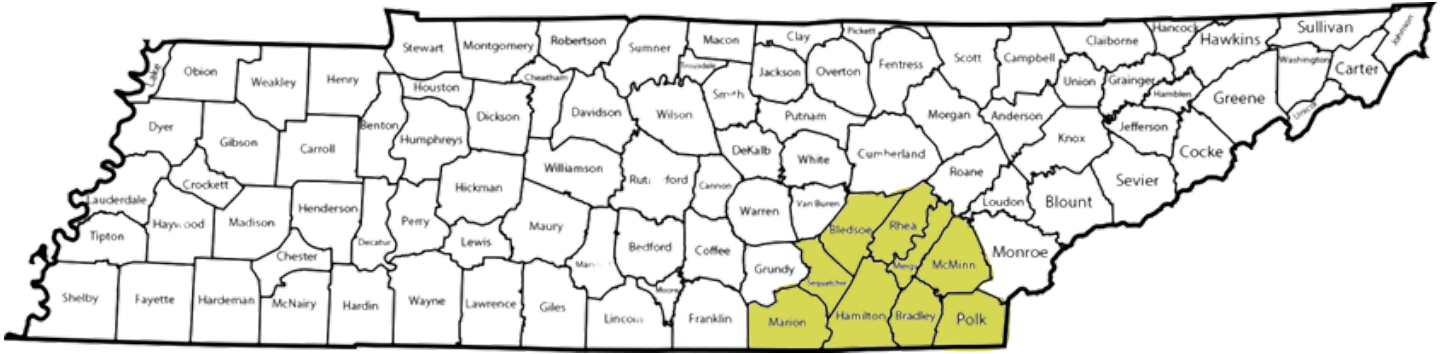 Stewart
Montgomery
Robertson
Sumner
Macon
Clay
Pickett
Fentress
Scott
Campbell
Claiborne
Hancock
Hawkins
Sullivan
Johnson
Lake
Obion
Weakley
Henry
Houston
Cheatham
Trousdale
Jackson
Overton
Union
Grainger
Hamblen
Greene
Washington
Carter
Unicoi
Dyer
Gibson
Carroll
Benton
Humphreys
Dickson
Davidson
Wilson
Smith
Putnam
Morgan
Anderson
Knox
Jefferson
Cocke
Lauderdale
Crockett
Williamson
DeKalb
White
Cumberland
Roane
Sevier
Tipton
Haywood
Madison
Henderson
Decatur
Perry
Hickman
Maury
Cannon
Warren
Van Buren
Bledsoe
Rhea
Loudon
Blount
Monroe
Chester
Lewis
Bedford
Coffee
Grundy
Sequatchie
Meigs
McMinn
Shelby
Fayette
Hardeman
McNairy
Hardin
Wayne
Lawrence
Giles
Moore
Franklin
Marion
Hamilton
Bradley
Polk